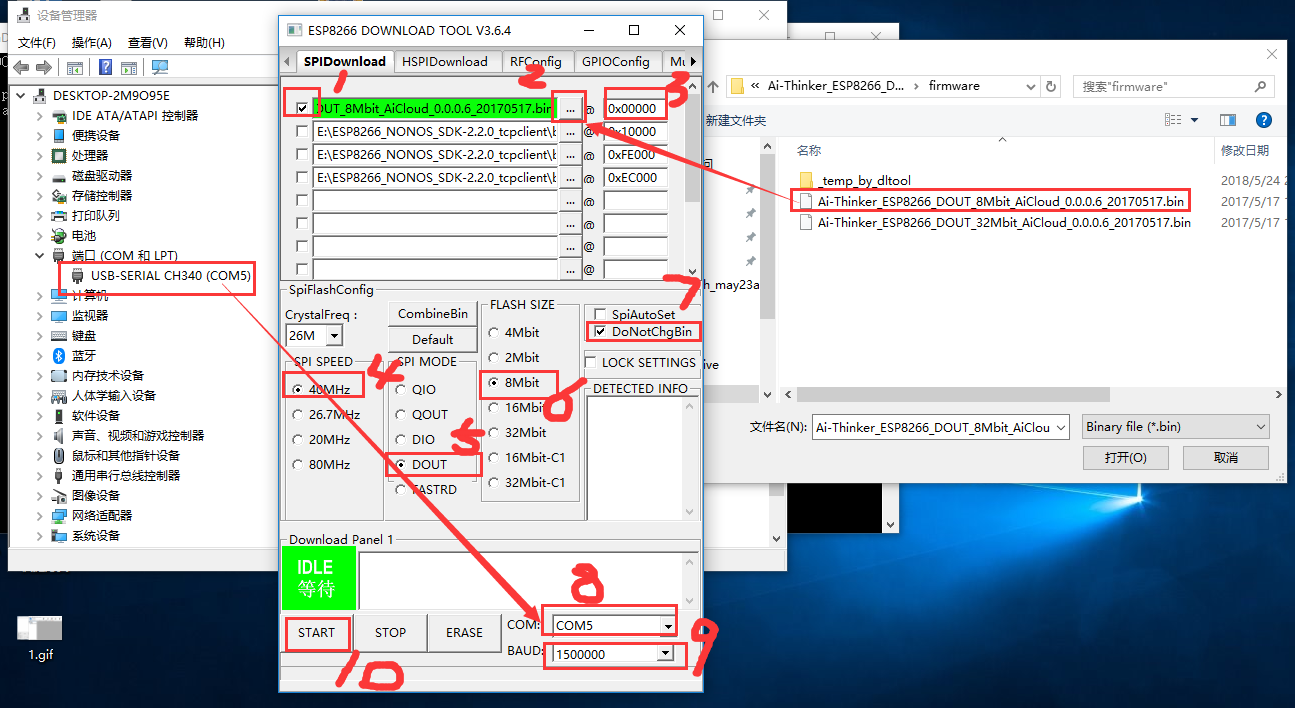 设备管理器
文件(F) 操作(A) 查看(V) 帮助(H)
DESKTOP-2M9O95E
IDE ATA/ATAPI 控制器
便携设备
处理器
磁盘驱动器
存储控制器
打印队列
电池
端口 (COM 和 LPT)
USB-SERIAL CH340 (COM5)
计算机
监视器
键盘
蓝牙
内存技术设备
人体学输入设备
软件设备
声音、视频和游戏控制器
鼠标和其他指针设备
通用串行总线控制器
图像设备
网络适配器
系统设备
1.gif
ESP8266 DOWNLOAD TOOL V3.6.4
SPIDownload HSPIDownload RFConfig GPIOConfig Mu
1 2 3
DOUT_8Mbit_AiCloud_0.0.0.6_20170517.bin ... @ 0x00000
E:\ESP8266_NONOS_SDK-2.2.0_tcpclient\b ... @ 0x10000
E:\ESP8266_NONOS_SDK-2.2.0_tcpclient\b ... @ 0xFE000
E:\ESP8266_NONOS_SDK-2.2.0_tcpclient\b ... @ 0xEC000
... @
... @
... @
... @
SpiFlashConfig
CrystalFreq :
26M
CombineBin
Default
SPI SPEED
40MHz
26.7MHz
20MHz
80MHz
4
SPI MODE
QIO
QOUT
DIO
DOUT
FASTRD
5
FLASH SIZE
4Mbit
2Mbit
8Mbit
16Mbit
32Mbit
16Mbit-C1
32Mbit-C1
6
7
SpiAutoSet
DoNotChgBin
LOCK SETTINGS
DETECTED INFO
Download Panel 1
IDLE
等待
START STOP ERASE
10
8
COM: COM5
BAUD: 1500000
9
« Ai-Thinker_ESP8266_D... › firmware
搜索"firmware"
新建文件夹
名称 修改日期
_temp_by_dltool 2018/5/24
Ai-Thinker_ESP8266_DOUT_8Mbit_AiCloud_0.0.0.6_20170517.bin 2017/5/17
Ai-Thinker_ESP8266_DOUT_32Mbit_AiCloud_0.0.0.6_20170517.bin 2017/5/17
h_may23a
ive
文件名(N): Ai-Thinker_ESP8266_DOUT_8Mbit_AiClou Binary file (*.bin)
打开(O) 取消